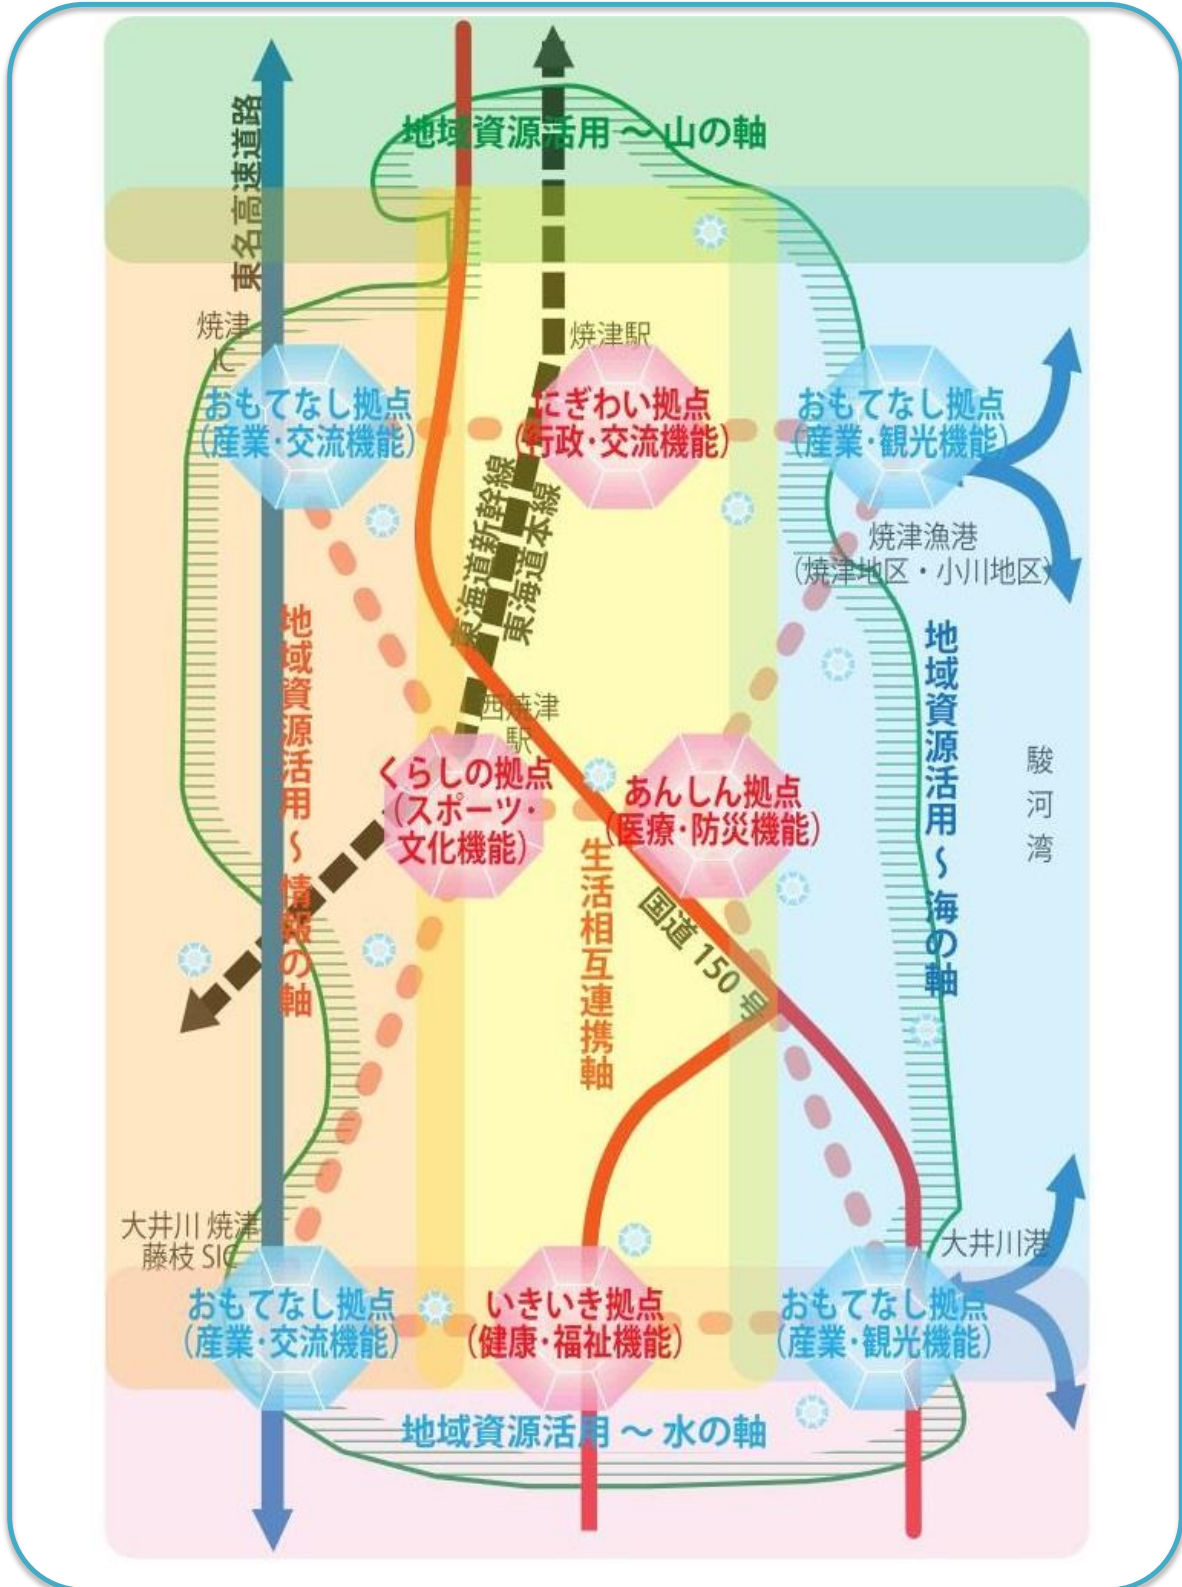 地域資源活用 ～ 山の軸
東名高速道路
焼津
IC
焼津駅
おもてなし拠点
（産業・交流機能）
にぎわい拠点
（行政・交流機能）
おもてなし拠点
（産業・観光機能）
東海道新幹線
東海道本線
焼津漁港
（焼津地区・小川地区）
地域資源活用 ～ 情報の軸
地域資源活用 ～ 海の軸
駿河湾
西焼津
駅
くらしの拠点
（スポーツ・
文化機能）
あんしん拠点
（医療・防災機能）
生活相互連携軸
国道 150 号
大井川 焼津
藤枝 SIC
大井川港
おもてなし拠点
（産業・交流機能）
いきいき拠点
（健康・福祉機能）
おもてなし拠点
（産業・観光機能）
地域資源活用 ～ 水の軸